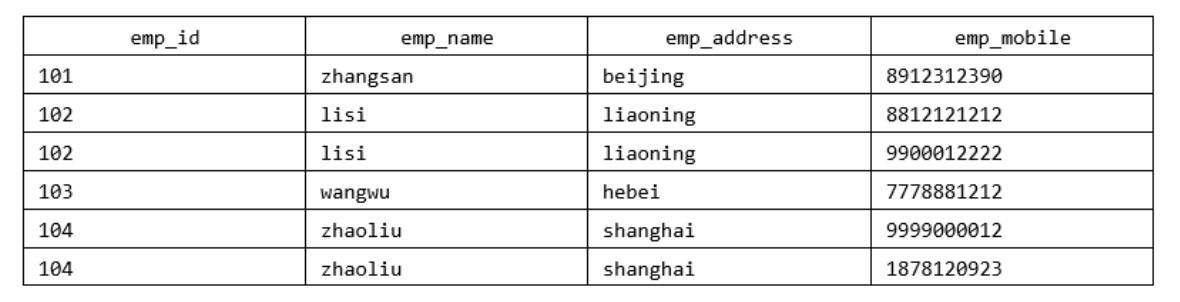 emp_id emp_name emp_address emp_mobile
101 zhangsan beijing 8912312390
102 lisi liaoning 8812121212
102 lisi liaoning 9900012222
103 wangwu hebei 7778881212
104 zhaoliu shanghai 9999000012
104 zhaoliu shanghai 1878120923